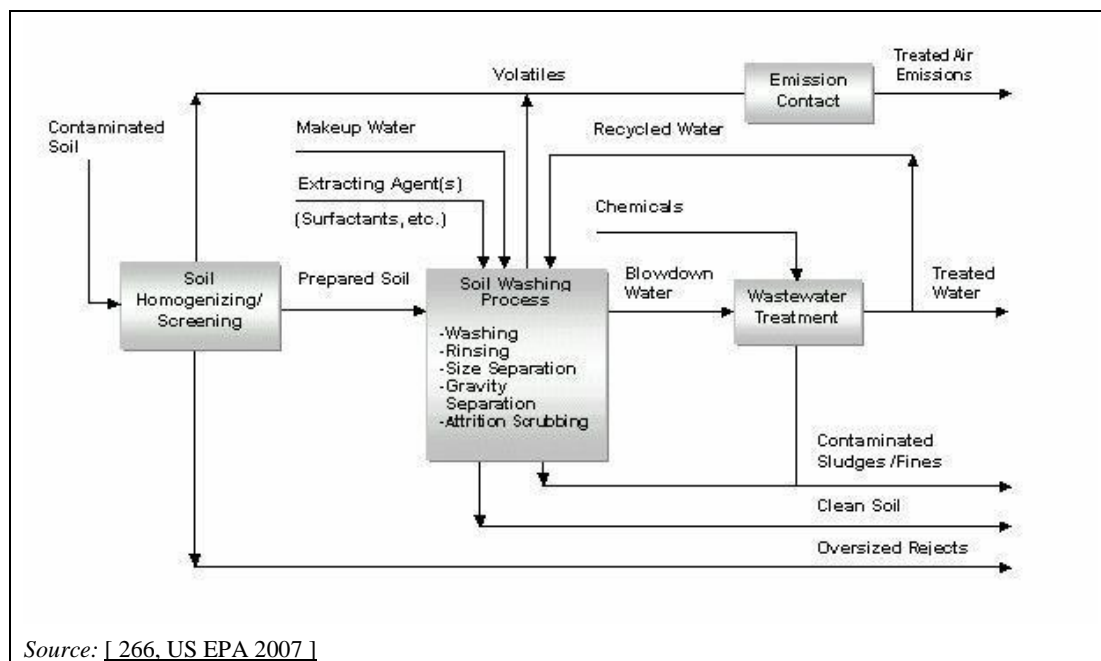 Treated Air
Emissions
Volatiles
Emission
Contact
Contaminated
Soil
Makeup Water
Recycled Water
Extracting Agent(s)
(Surfactants, etc.)
Chemicals
Soil
Homogenizing/
Screening
Prepared Soil
Soil Washing
Process
-Washing
-Rinsing
-Size Separation
-Gravity
Separation
-Attrition Scrubbing
Blowdown
Water
Wastewater
Treatment
Treated
Water
Contaminated
Sludges/Fines
Clean Soil
Oversized Rejects
Source: [ 266, US EPA 2007 ]